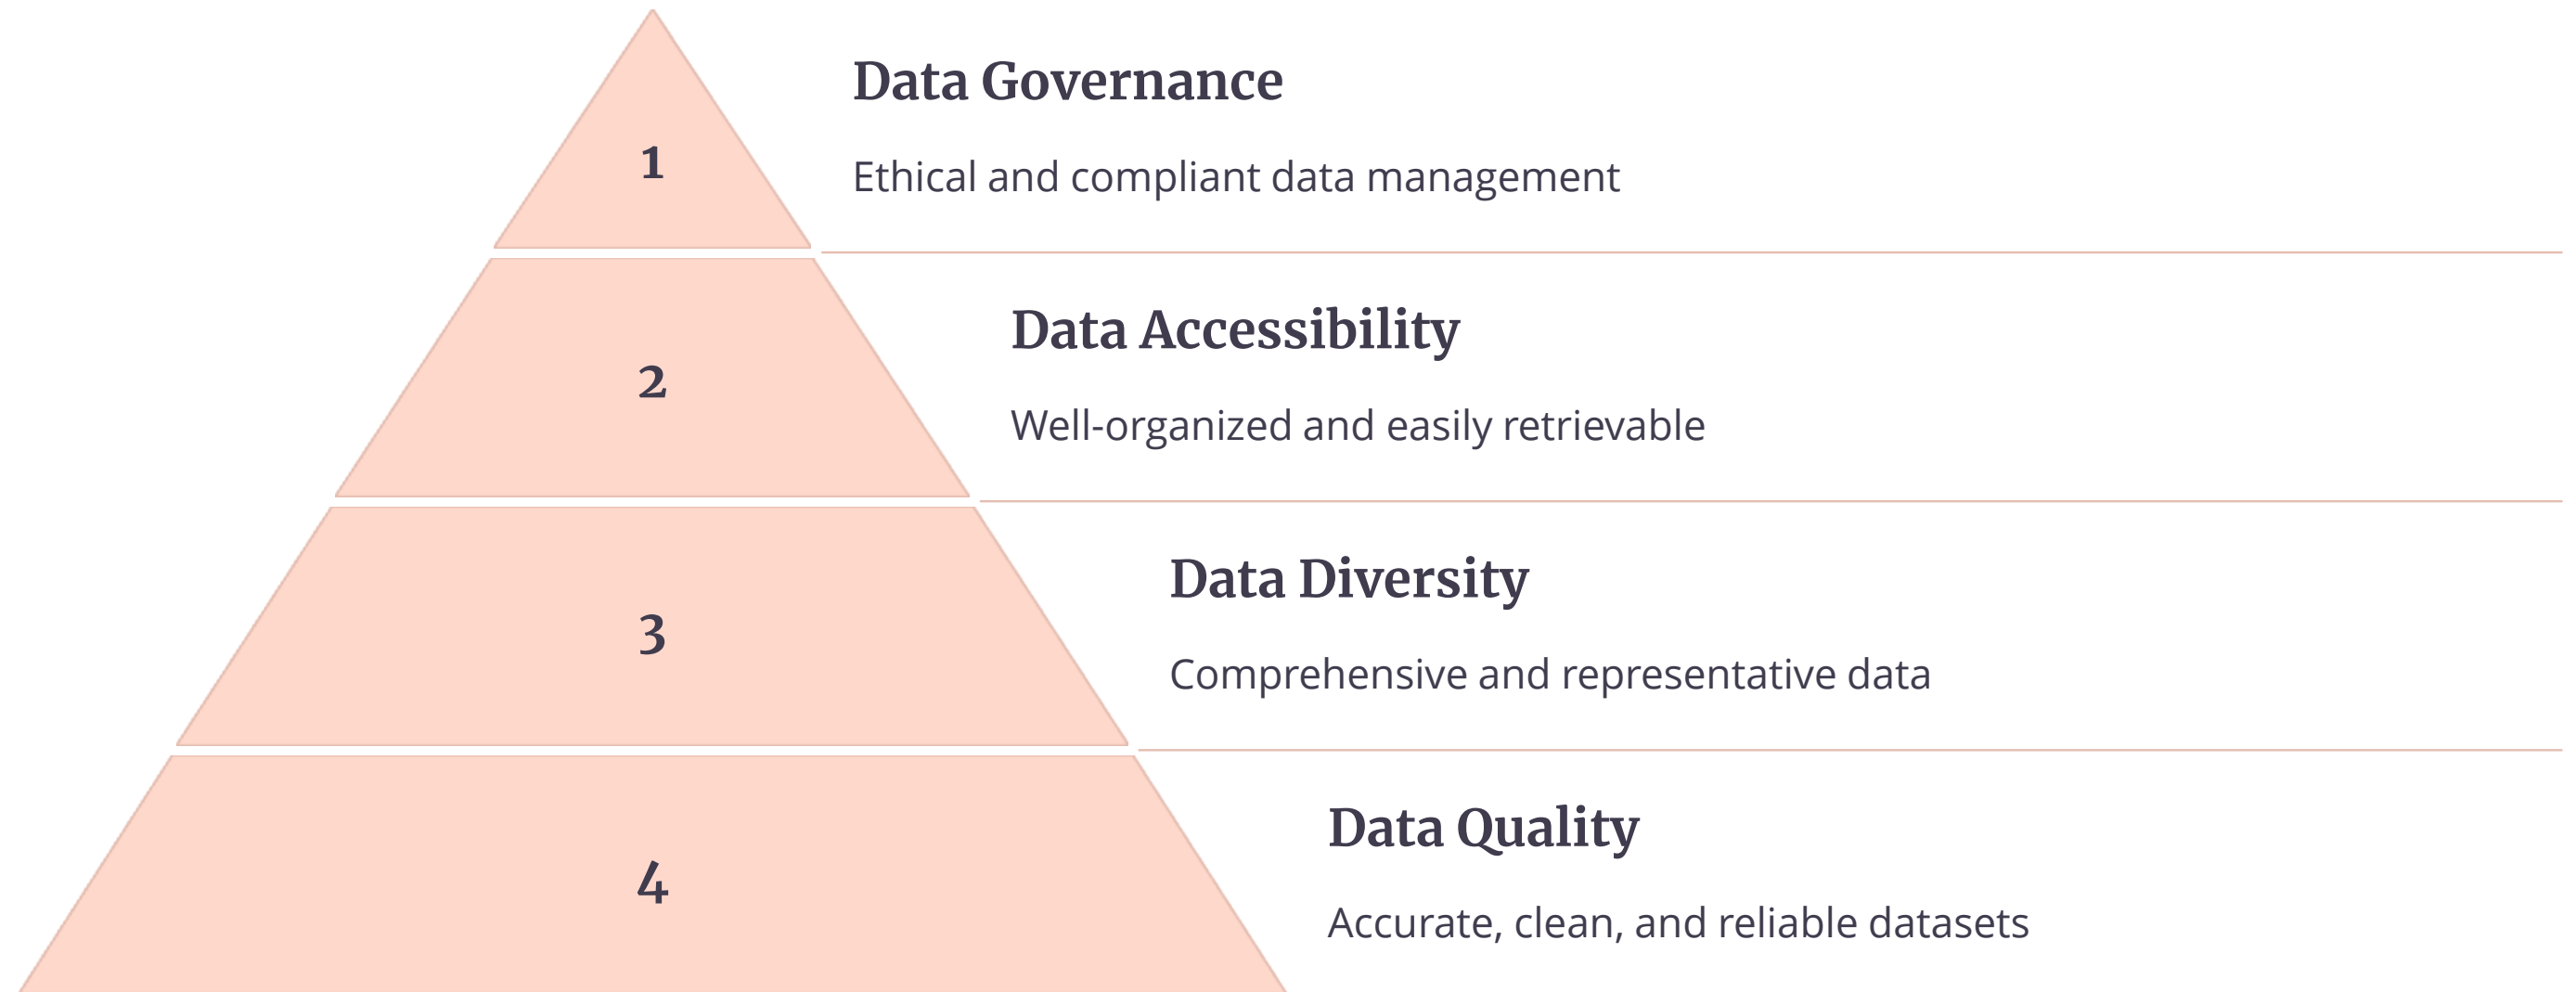 1
Data Governance
Ethical and compliant data management
2
Data Accessibility
Well-organized and easily retrievable
3
Data Diversity
Comprehensive and representative data
4
Data Quality
Accurate, clean, and reliable datasets